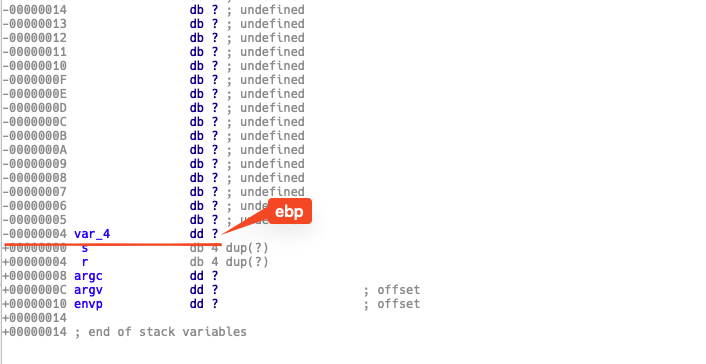 -00000014 db ? ; undefined
-00000013 db ? ; undefined
-00000012 db ? ; undefined
-00000011 db ? ; undefined
-00000010 db ? ; undefined
-0000000F db ? ; undefined
-0000000E db ? ; undefined
-0000000D db ? ; undefined
-0000000C db ? ; undefined
-0000000B db ? ; undefined
-0000000A db ? ; undefined
-00000009 db ? ; undefined
-00000008 db ? ; undefined
-00000007 db ? ; undefined
-00000006 db ? ;
ebp
-00000005 db ? ;
-00000004 var_4 dd ?
+00000000 s db 4 dup(?)
+00000004 r db 4 dup(?)
+00000008 argc dd ?
+0000000C argv dd ? ; offset
+00000010 envp dd ? ; offset
+00000014
+00000014 ; end of stack variables